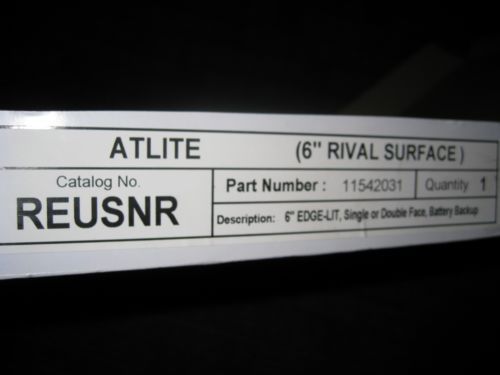 ATLITE (6" RIVAL SURFACE )
Catalog No. Part Number : 11542031 Quantity 1
REUSNR Description: 6" EDGE-LIT, Single or Double Face, Battery Backup